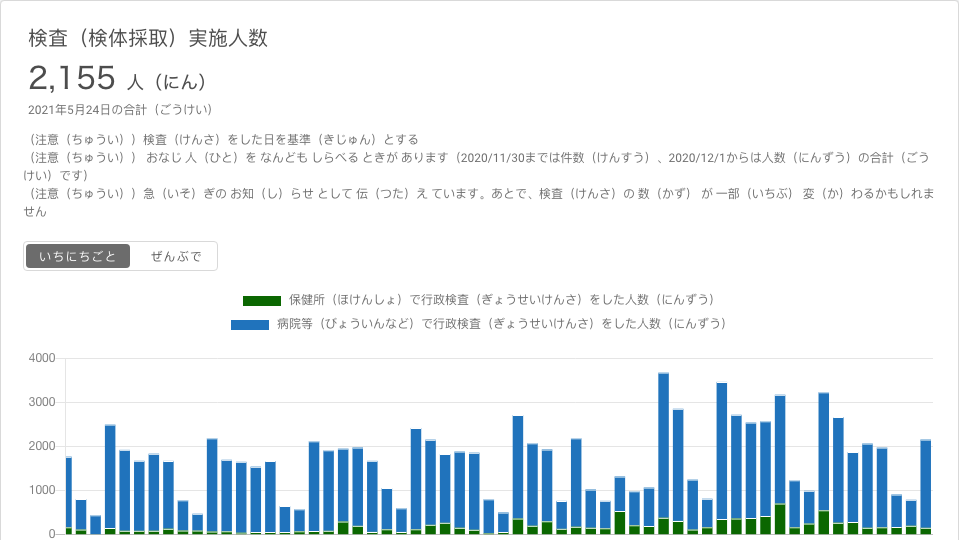 検査（検体採取）実施人数
2,155 人（にん）
2021年5月24日の合計（ごうけい）
（注意（ちゅうい））検査（けんさ）をした日を基準（きじゅん）とする
（注意（ちゅうい）） おなじ 人（ひと）を なんども しらべる ときが あります（2020/11/30までは件数（けんすう）、2020/12/1からは人数（にんずう）の合計（ごう
けい）です）
（注意（ちゅうい））急（いそ）ぎの お知（し）らせ として 伝（つた）え ています。あとで、検査（けんさ）の 数（かず） が 一部（いちぶ） 変（か）わるかもしれま
せん
いちにちごと ぜんぶで
保健所（ほけんしょ）で行政検査（ぎょうせいけんさ）をした人数（にんずう）
病院等（びょういんなど）で行政検査（ぎょうせいけんさ）をした人数（にんずう）
4000
3000
2000
1000
0